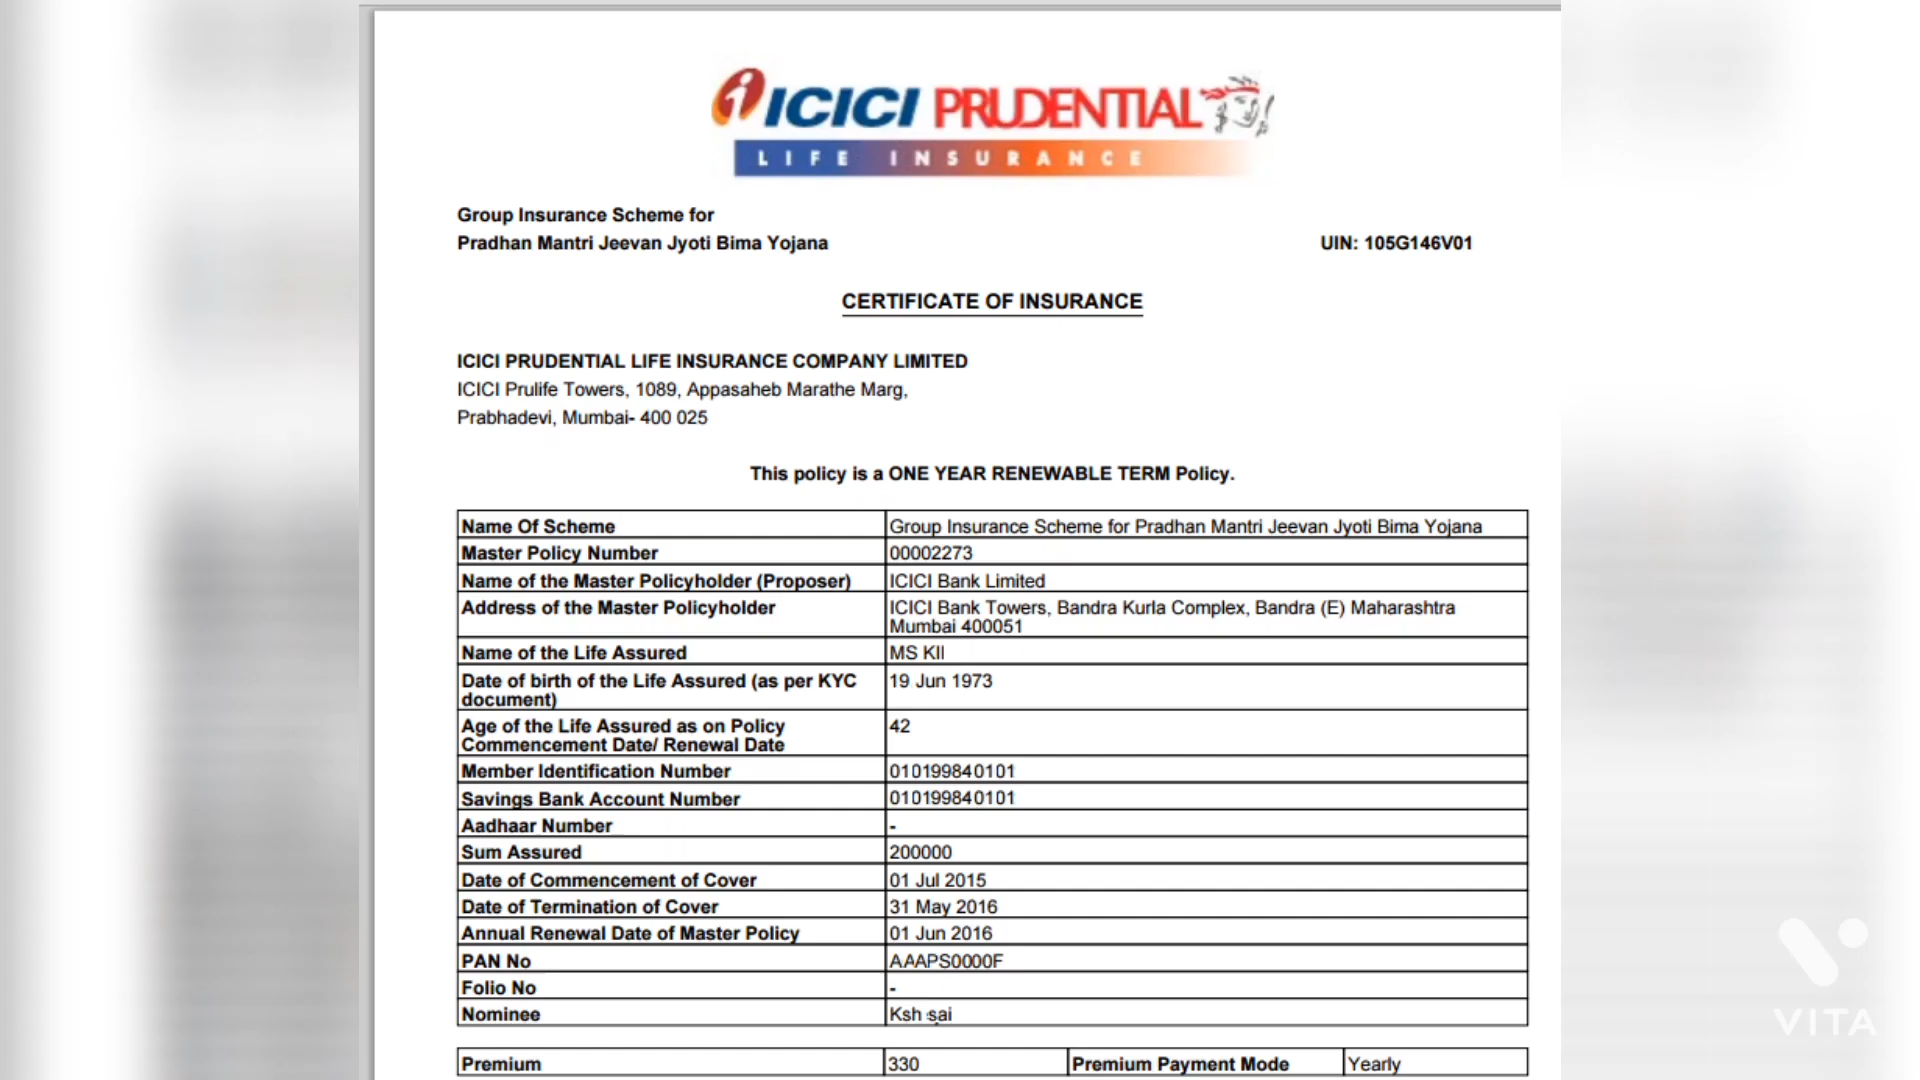 ICICI PRUDENTIAL
LIFE INSURANCE
Group Insurance Scheme for
Pradhan Mantri Jeevan Jyoti Bima Yojana
UIN: 105G146V01
CERTIFICATE OF INSURANCE
ICICI PRUDENTIAL LIFE INSURANCE COMPANY LIMITED
ICICI Prulife Towers, 1089, Appasaheb Marathe Marg,
Prabhadevi, Mumbai- 400 025
This policy is a ONE YEAR RENEWABLE TERM Policy.
Name Of Scheme Group Insurance Scheme for Pradhan Mantri Jeevan Jyoti Bima Yojana
Master Policy Number 00002273
Name of the Master Policyholder (Proposer) ICICI Bank Limited
Address of the Master Policyholder ICICI Bank Towers, Bandra Kurla Complex, Bandra (E) Maharashtra
Mumbai 400051
Name of the Life Assured MS KII
Date of birth of the Life Assured (as per KYC 19 Jun 1973
document)
Age of the Life Assured as on Policy 42
Commencement Date/ Renewal Date
Member Identification Number 010199840101
Savings Bank Account Number 010199840101
Aadhaar Number -
Sum Assured 200000
Date of Commencement of Cover 01 Jul 2015
Date of Termination of Cover 31 May 2016
Annual Renewal Date of Master Policy 01 Jun 2016
PAN No AAAPS0000F
Folio No -
Nominee Ksh sai
Premium 330 Premium Payment Mode Yearly
VITA